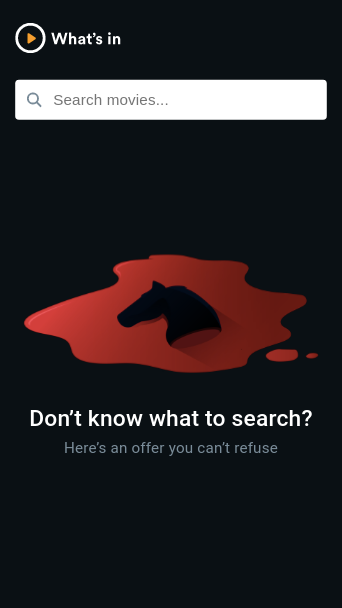 What's in
Search movies...
Don't know what to search?
Here's an offer you can't refuse